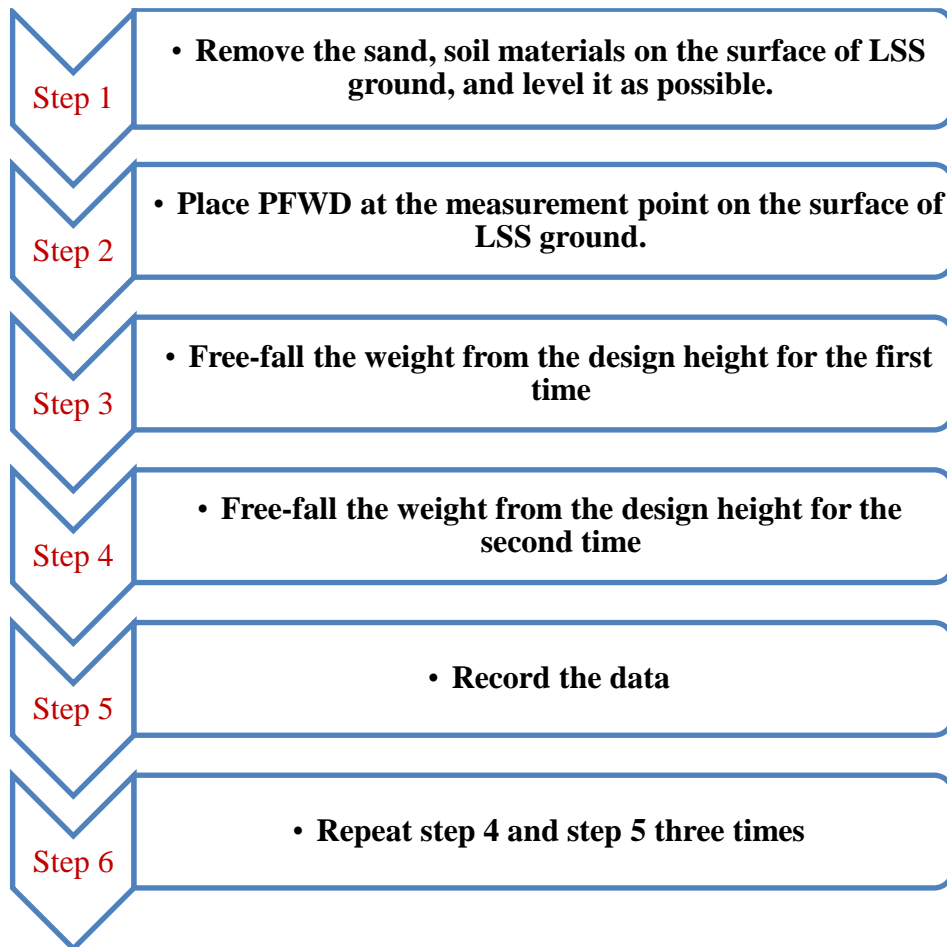 Step 1
• Remove the sand, soil materials on the surface of LSS
ground, and level it as possible.
Step 2
• Place PFWD at the measurement point on the surface of
LSS ground.
Step 3
• Free-fall the weight from the design height for the first
time
Step 4
• Free-fall the weight from the design height for the
second time
Step 5
• Record the data
Step 6
• Repeat step 4 and step 5 three times